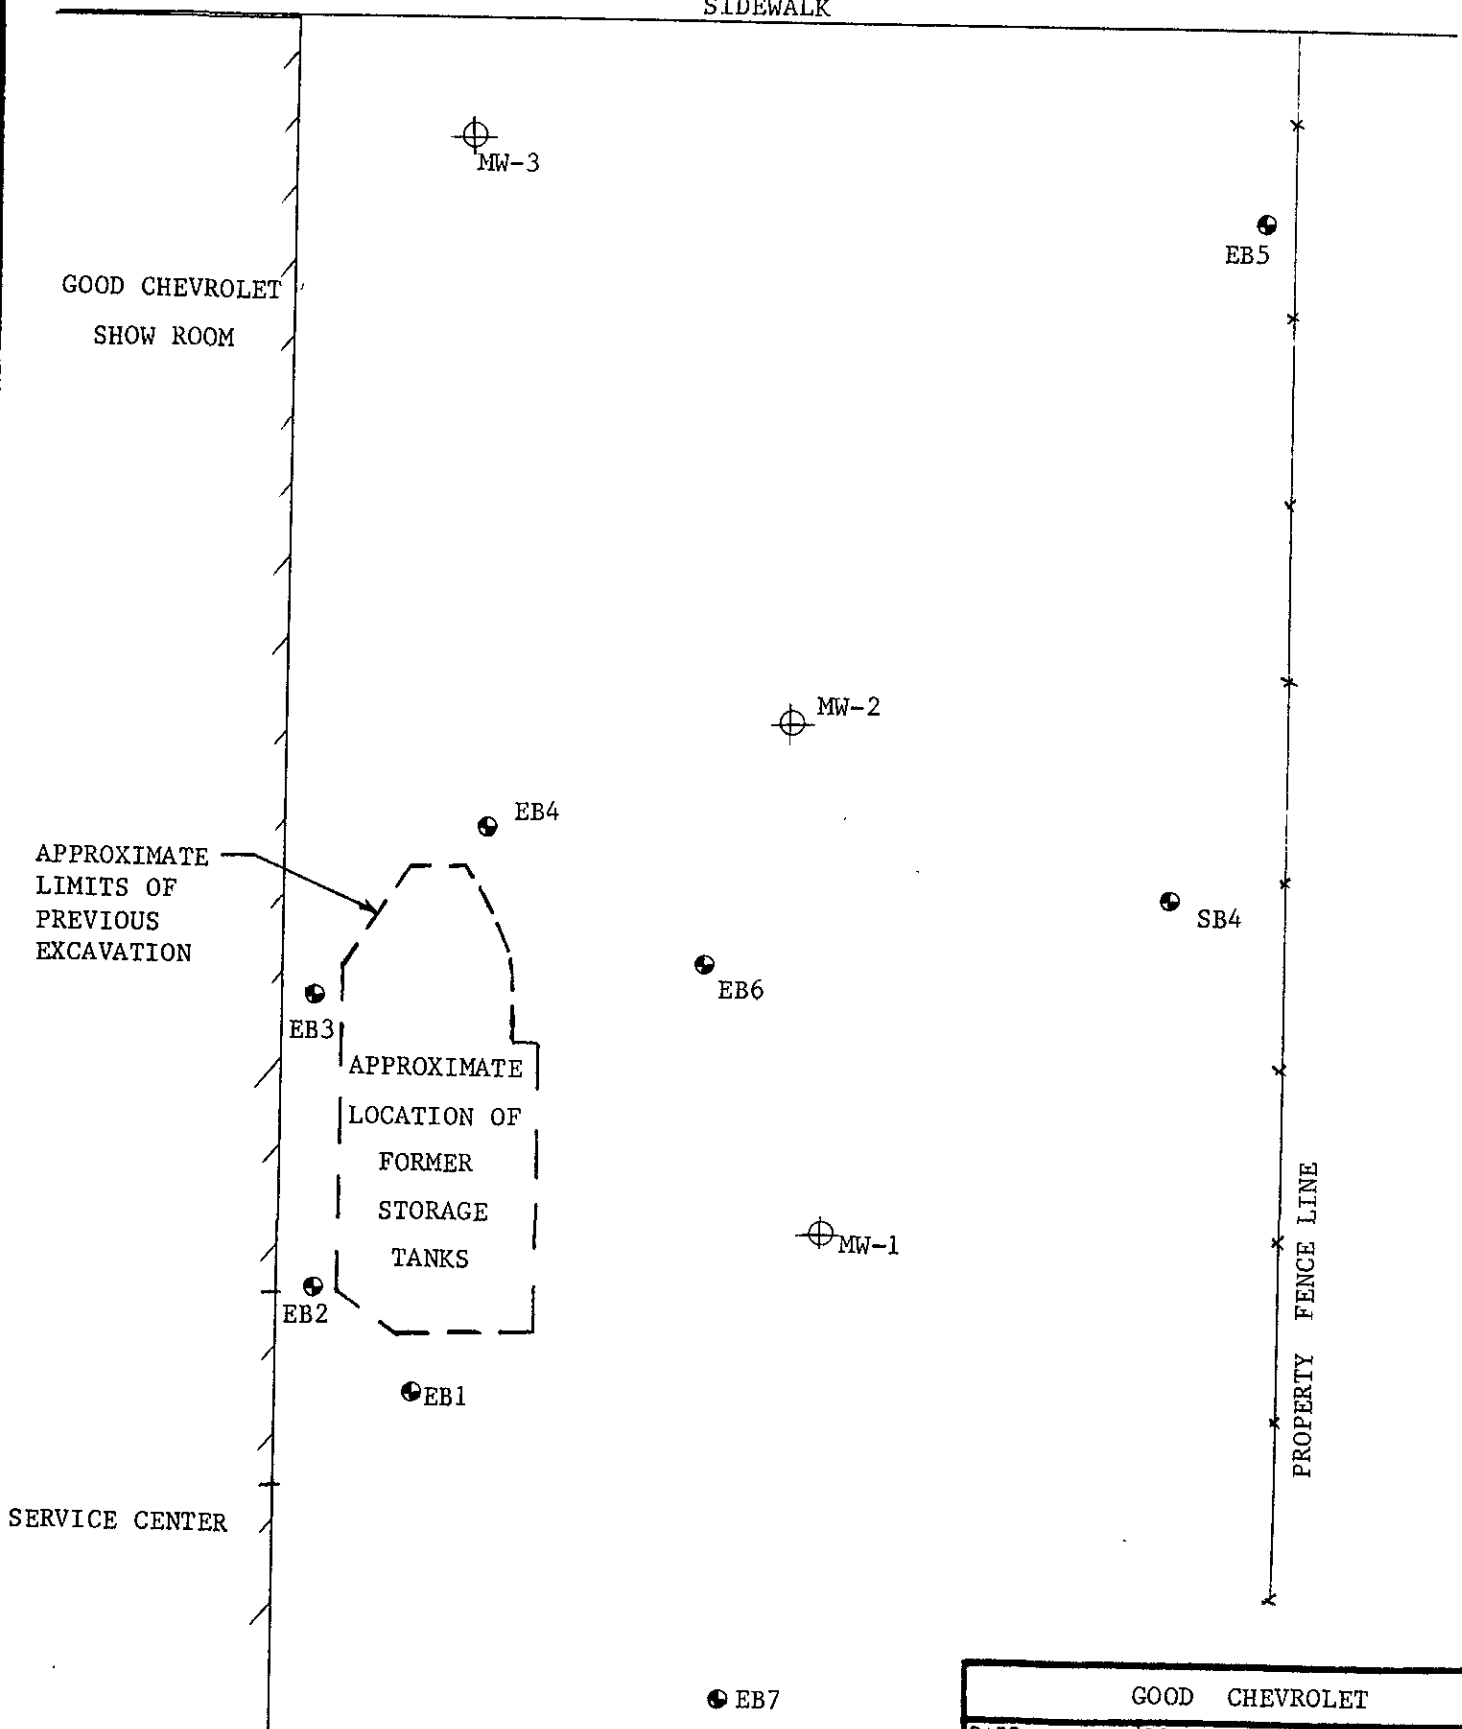 SIDEWALK
MW-3
EB5
GOOD CHEVROLET
SHOW ROOM
MW-2
EB4
APPROXIMATE
LIMITS OF
PREVIOUS
EXCAVATION
SB4
EB6
EB3
APPROXIMATE
LOCATION OF
FORMER
STORAGE
TANKS
MW-1
EB2
EB1
PROPERTY FENCE LINE
SERVICE CENTER
EB7
GOOD CHEVROLET